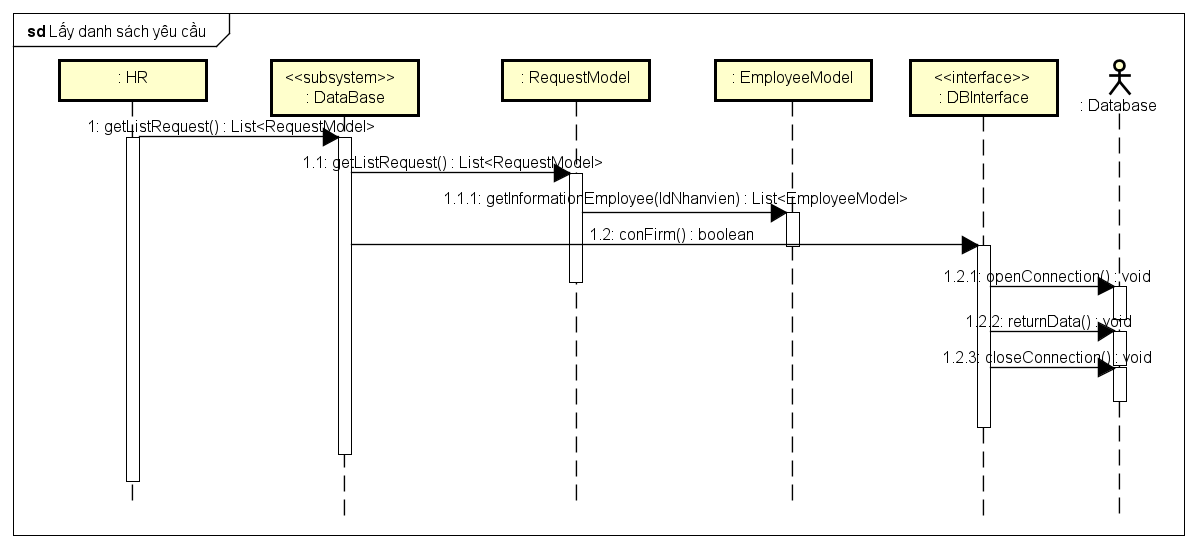 sd Lấy danh sách yêu cầu
: HR
<<subsystem>>
: DataBase
: RequestModel
: EmployeeModel
<<interface>>
: DBInterface
: Database
1: getListRequest() : List<RequestModel>
1.1: getListRequest() : List<RequestModel>
1.1.1: getInformationEmployee(IdNhanvien) : List<EmployeeModel>
1.2: conFirm() : boolean
1.2.1: openConnection() : void
1.2.2: returnData() : void
1.2.3: closeConnection() : void